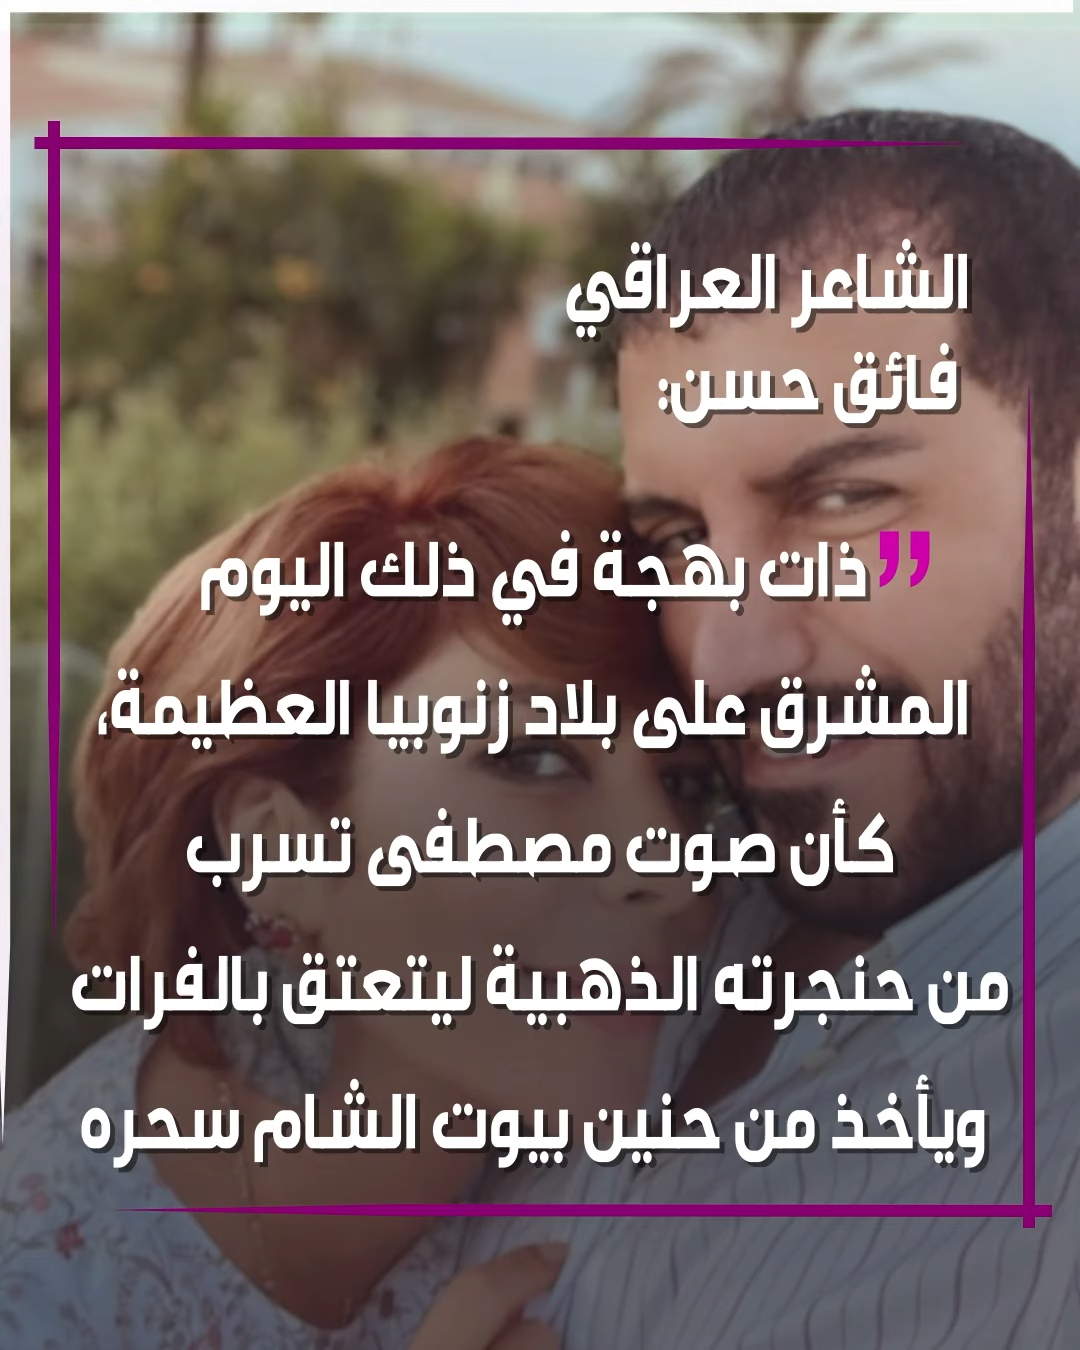 الشاعر العراقي
فائق حسن:
”ذات بهجة في ذلك اليوم
المشرق على بلاد زنوبيا العظيمة،
كأن صوت مصطفى تسرب
من حنجرته الذهبية ليتعتق بالفرات
ويأخذ من حنين بيوت الشام سحره